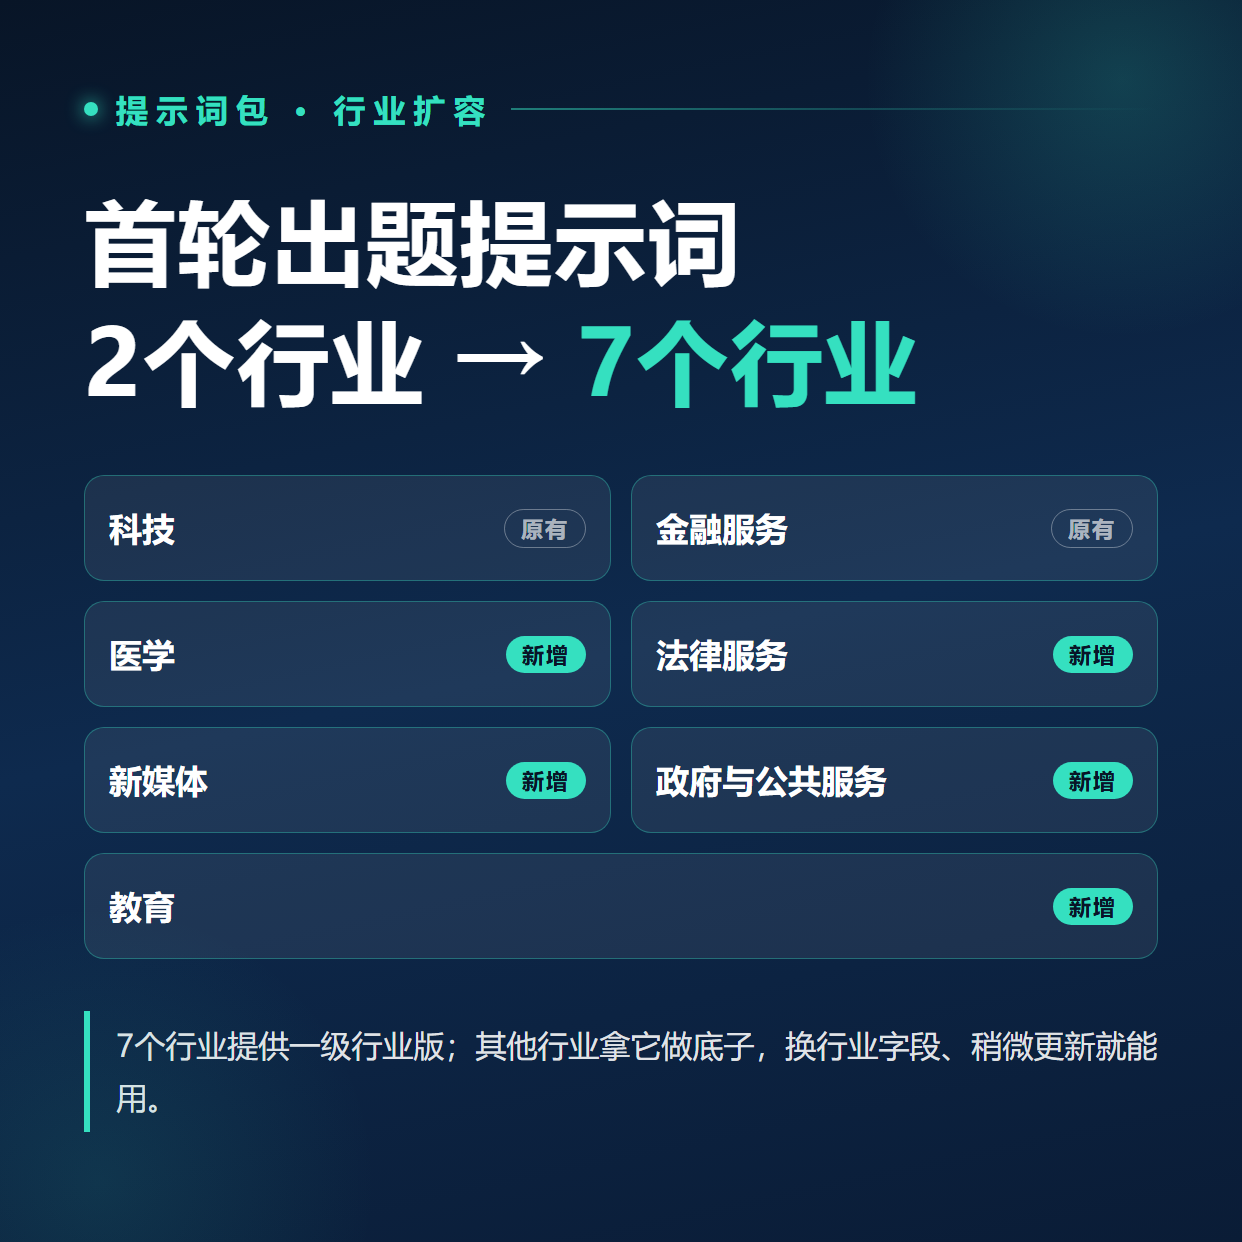 提示词包 · 行业扩容
首轮出题提示词
2个行业 → 7个行业
科技 原有
金融服务 原有
医学 新增
法律服务 新增
新媒体 新增
政府与公共服务 新增
教育 新增
7个行业提供一级行业版；其他行业拿它做底子，换行业字段、稍微更新就能
用。